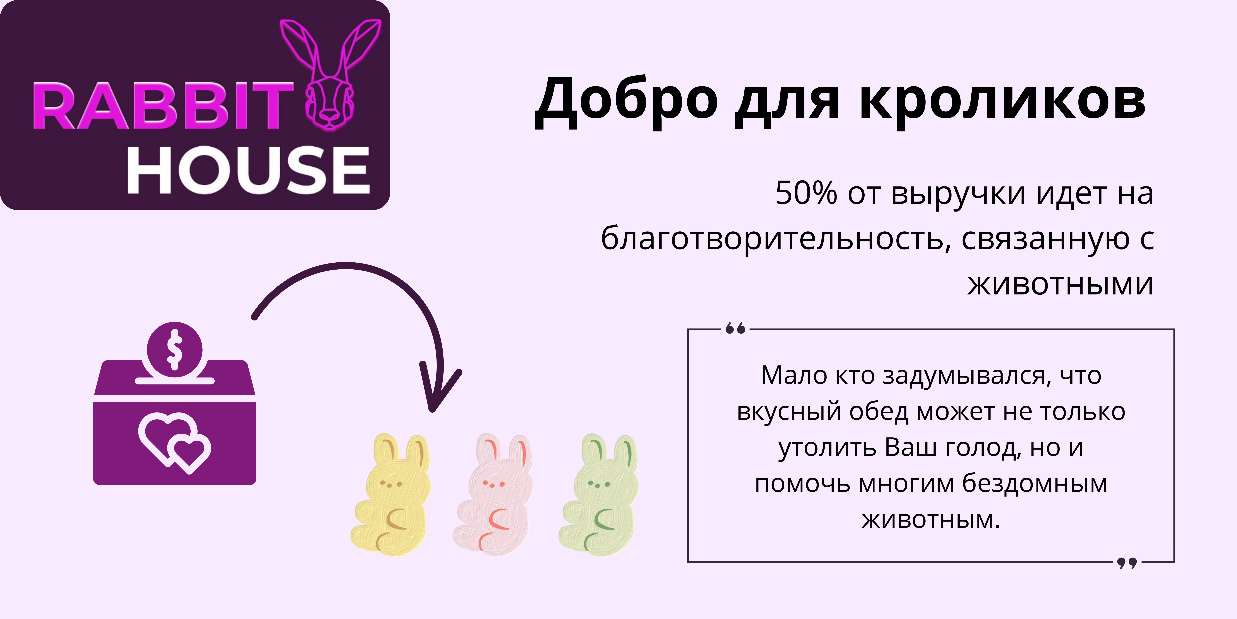 RABBIT
HOUSE
Добро для кроликов
50% от выручки идет на
благотворительность, связанную с
животными
Мало кто задумывался, что
вкусный обед может не только
утолить Ваш голод, но и
помочь многим бездомным
животным.